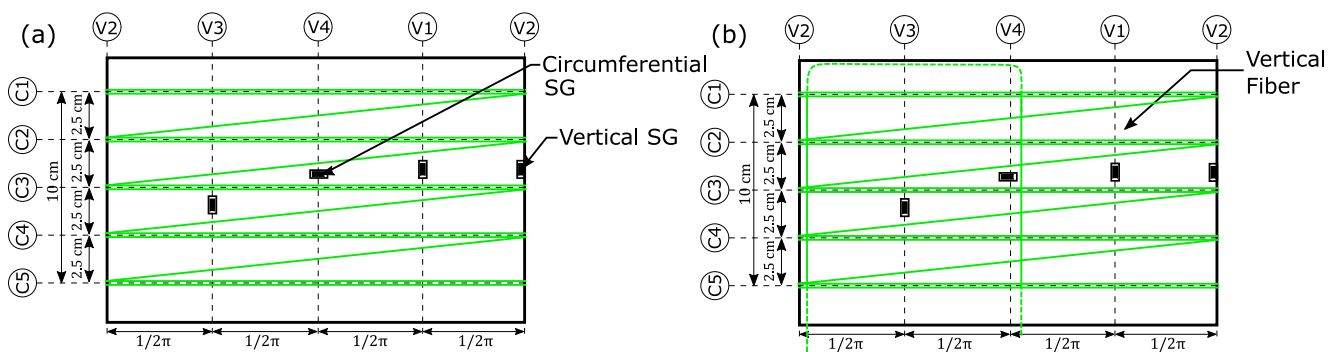 (a)
V2 V3 V4 V1 V2
Circumferential
SG
Vertical SG
C1
C2
C3
C4
C5
10 cm
2.5 cm
2.5 cm
2.5 cm
2.5 cm
1/2π 1/2π 1/2π 1/2π
(b)
V2 V3 V4 V1 V2
Vertical
Fiber
C1
C2
C3
C4
C5
10 cm
2.5 cm
2.5 cm
2.5 cm
2.5 cm
1/2π 1/2π 1/2π 1/2π